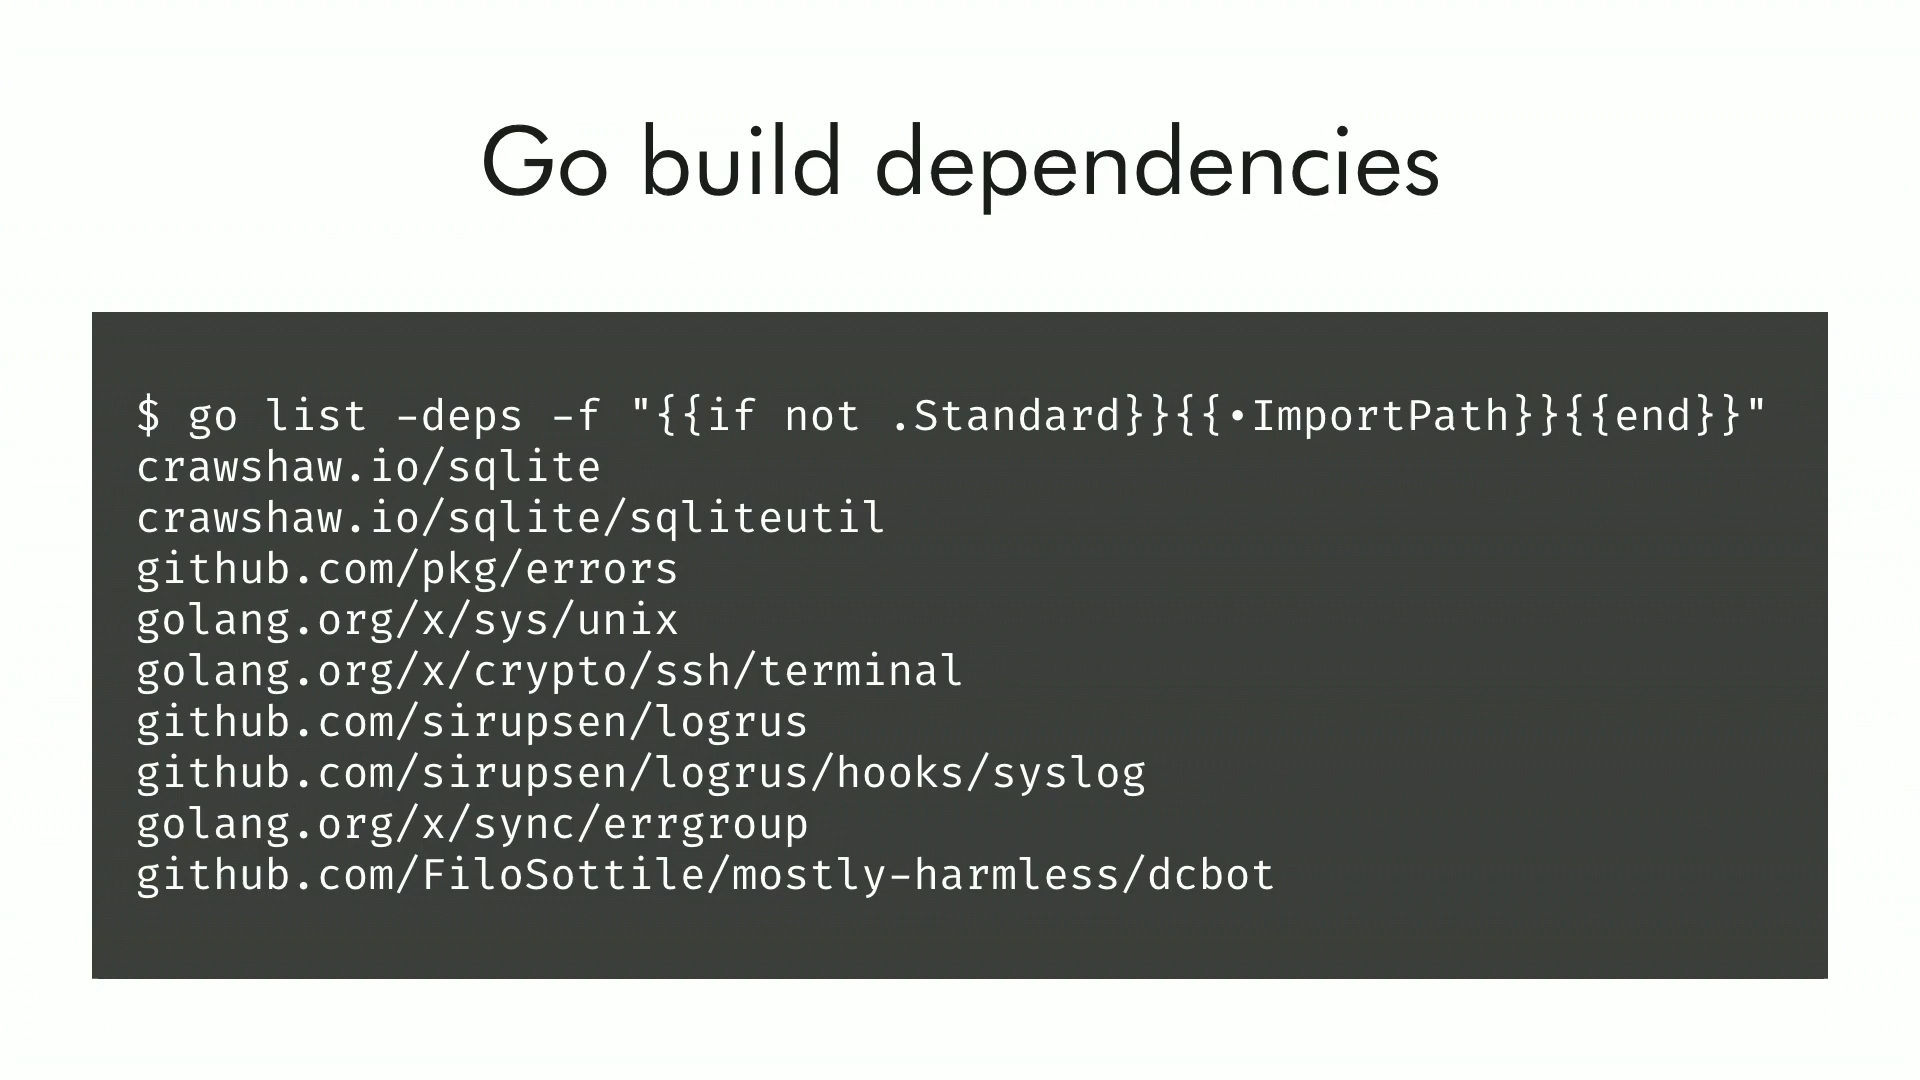 Go build dependencies
$ go list -deps -f "{{if not .Standard}}{{•ImportPath}}{{end}}"
crawshaw.io/sqlite
crawshaw.io/sqlite/sqliteutil
github.com/pkg/errors
golang.org/x/sys/unix
golang.org/x/crypto/ssh/terminal
github.com/sirupsen/logrus
github.com/sirupsen/logrus/hooks/syslog
golang.org/x/sync/errgroup
github.com/FiloSottile/mostly-harmless/dcbot